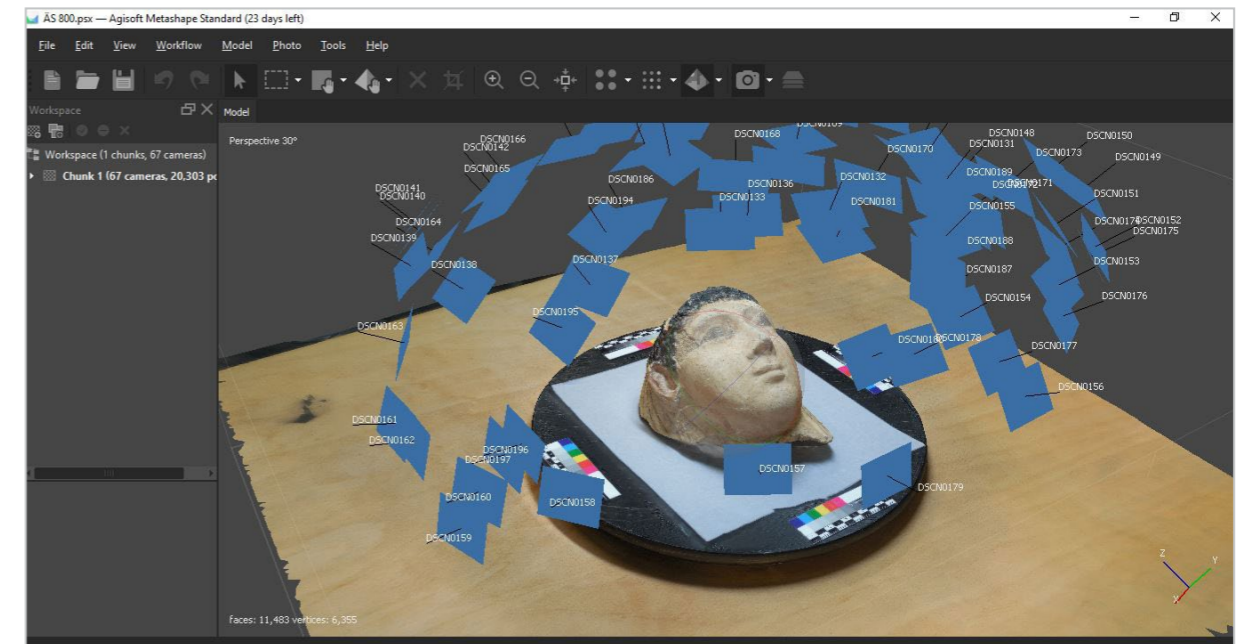 ÄS 800.psx — Agisoft Metashape Standard (23 days left)
File Edit View Workflow Model Photo Tools Help
Workspace
Model
Workspace (1 chunks, 67 cameras)
Chunk 1 (67 cameras, 20,303 po
Perspective 30°
DSCN0166
DSCN0142
DSCN0165
DSCN0141
DSCN0140
DSCN0164
DSCN0139
DSCN0138
DSCN0163
DSCN0161
DSCN0162
DSCN0196
DSCN0197
DSCN0160
DSCN0159
DSCN0158
DSCN0186
DSCN0194
DSCN0137
DSCN0195
DSCN0168
DSCN0136
DSCN0133
DSCN0132
DSCN0181
DSCN0170
DSCN0148
DSCN0131
DSCN0150
DSCN0173
DSCN0149
DSCN0189
DSCN0151
DSCN0155
DSCN0152
DSCN0175
DSCN0188
DSCN0153
DSCN0187
DSCN0154
DSCN0176
DSCN0178
DSCN0177
DSCN0156
DSCN0157
DSCN0179
Z
Y
X
faces: 11,483 vertices: 6,355